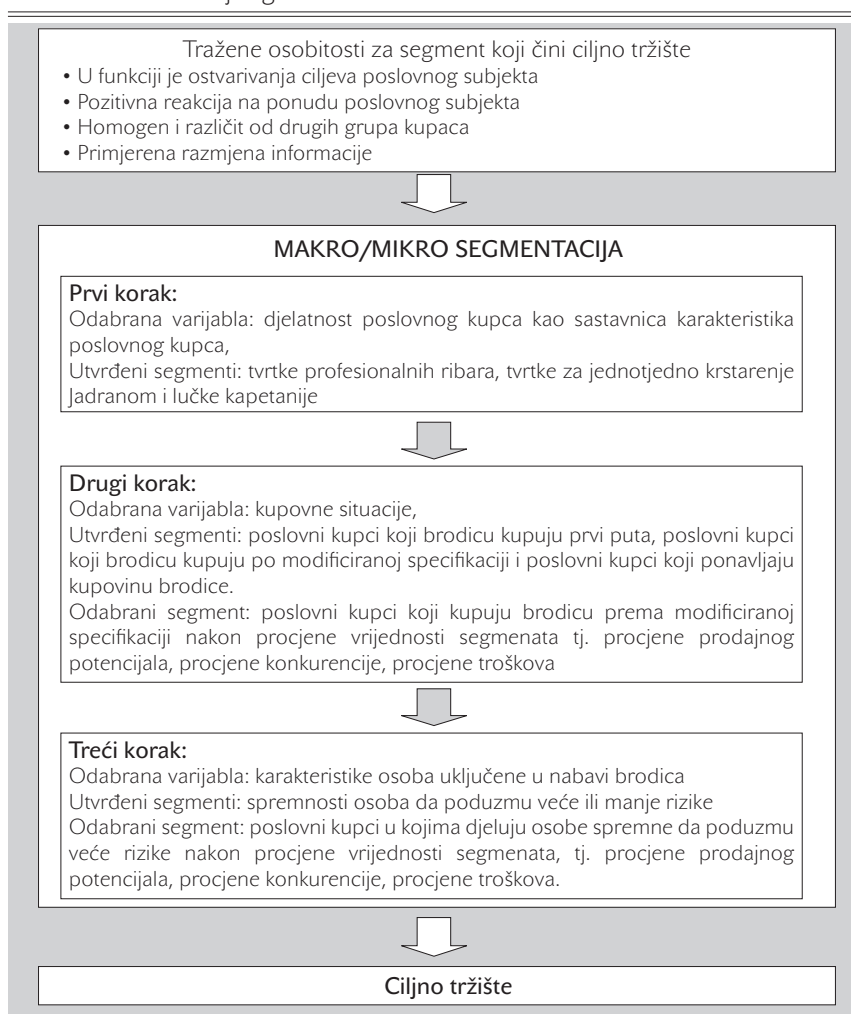 Tražene osobitosti za segment koji čini ciljno tržište
• U funkciji je ostvarivanja ciljeva poslovnog subjekta
• Pozitivna reakcija na ponudu poslovnog subjekta
• Homogen i različit od drugih grupa kupaca
• Primjerena razmjena informacije
MAKRO/MIKRO SEGMENTACIJA
Prvi korak:
Odabrana varijabla: djelatnost poslovnog kupca kao sastavnica karakteristika
poslovnog kupca,
Utvrđeni segmenti: tvrtke profesionalnih ribara, tvrtke za jednotjedno krstarenje
Jadranom i lučke kapetanije
Drugi korak:
Odabrana varijabla: kupovne situacije,
Utvrđeni segmenti: poslovni kupci koji brodicu kupuju prvi puta, poslovni kupci
koji brodicu kupuju po modificiranoj specifikaciji i poslovni kupci koji ponavljaju
kupovinu brodice.
Odabrani segment: poslovni kupci koji kupuju brodicu prema modificiranoj
specifikaciji nakon procjene vrijednosti segmenata tj. procjene prodajnog
potencijala, procjene konkurencije, procjene troškova
Treći korak:
Odabrana varijabla: karakteristike osoba uključene u nabavi brodica
Utvrđeni segmenti: spremnosti osoba da poduzmu veće ili manje rizike
Odabrani segment: poslovni kupci u kojima djeluju osobe spremne da poduzmu
veće rizike nakon procjene vrijednosti segmenata, tj. procjene prodajnog
potencijala, procjene konkurencije, procjene troškova.
Ciljno tržište